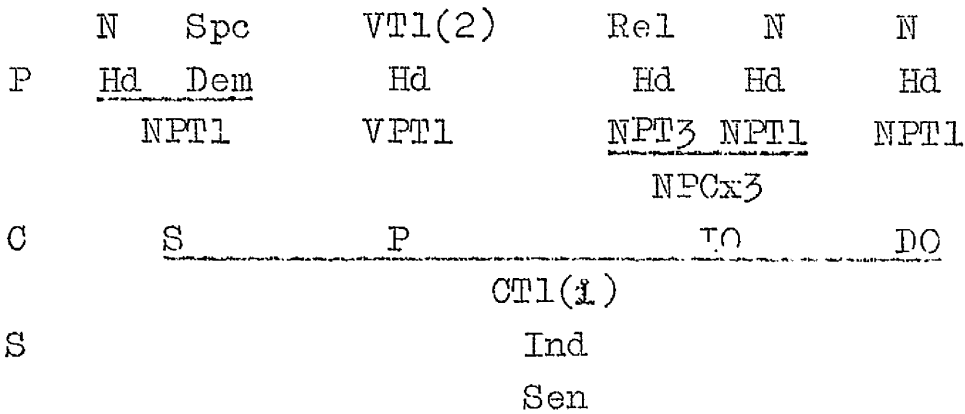 N Spc VT1(2) Rel N N
P Hd Dem Hd Hd Hd Hd
NPT1 VPT1 NPT3 NPT1 NPT1
NPCx3
C S P IO DO
CT1(i)
S Ind
Sen